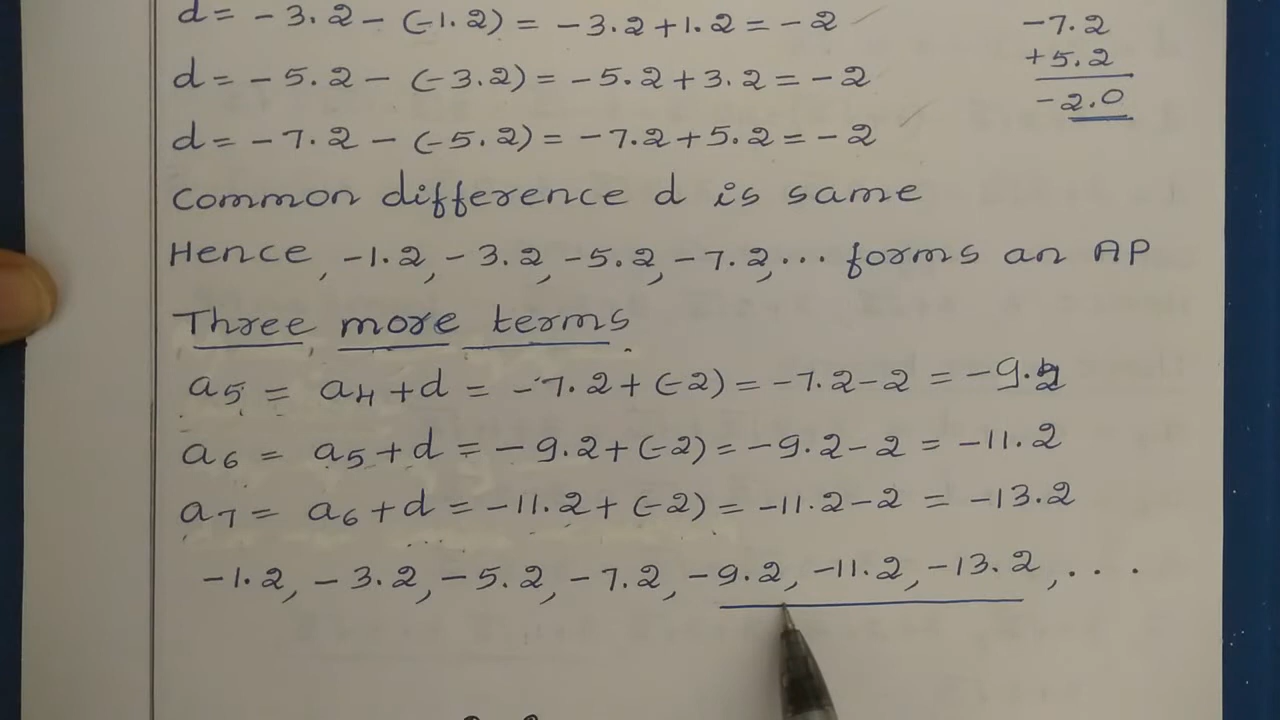 d = - 3.2 - (-1.2) = - 3.2 + 1.2 = - 2
d = - 5.2 - (-3.2) = - 5.2 + 3.2 = - 2
d = - 7.2 - (-5.2) = - 7.2 + 5.2 = - 2
-7.2
+5.2
-2.0
Common difference d is same
Hence, -1.2, - 3.2, -5.2, - 7.2, ... forms an AP
Three more terms
a5 = a4 + d = - 7.2 + (-2) = - 7.2 - 2 = - 9.2
a6 = a5 + d = - 9.2 + (-2) = - 9.2 - 2 = - 11.2
a7 = a6 + d = - 11.2 + (-2) = - 11.2 - 2 = - 13.2
-1.2, - 3.2, - 5.2, - 7.2, - 9.2, - 11.2, - 13.2, ...